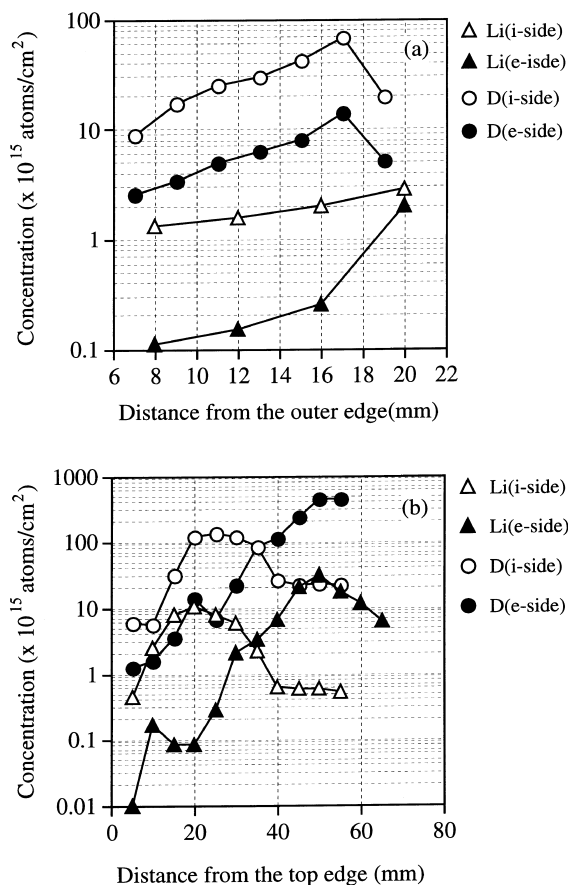 100
(a)
Li(i-side)
Li(e-isde)
D(i-side)
D(e-side)
10
1
0.1
Concentration (x 10^15 atoms/cm^2)
6 8 10 12 14 16 18 20 22
Distance from the outer edge(mm)
1000
(b)
Li(i-side)
Li(e-side)
D(i-side)
D(e-side)
100
10
1
0.1
0.01
Concentration (x 10^15 atoms/cm^2)
0 20 40 60 80
Distance from the top edge (mm)